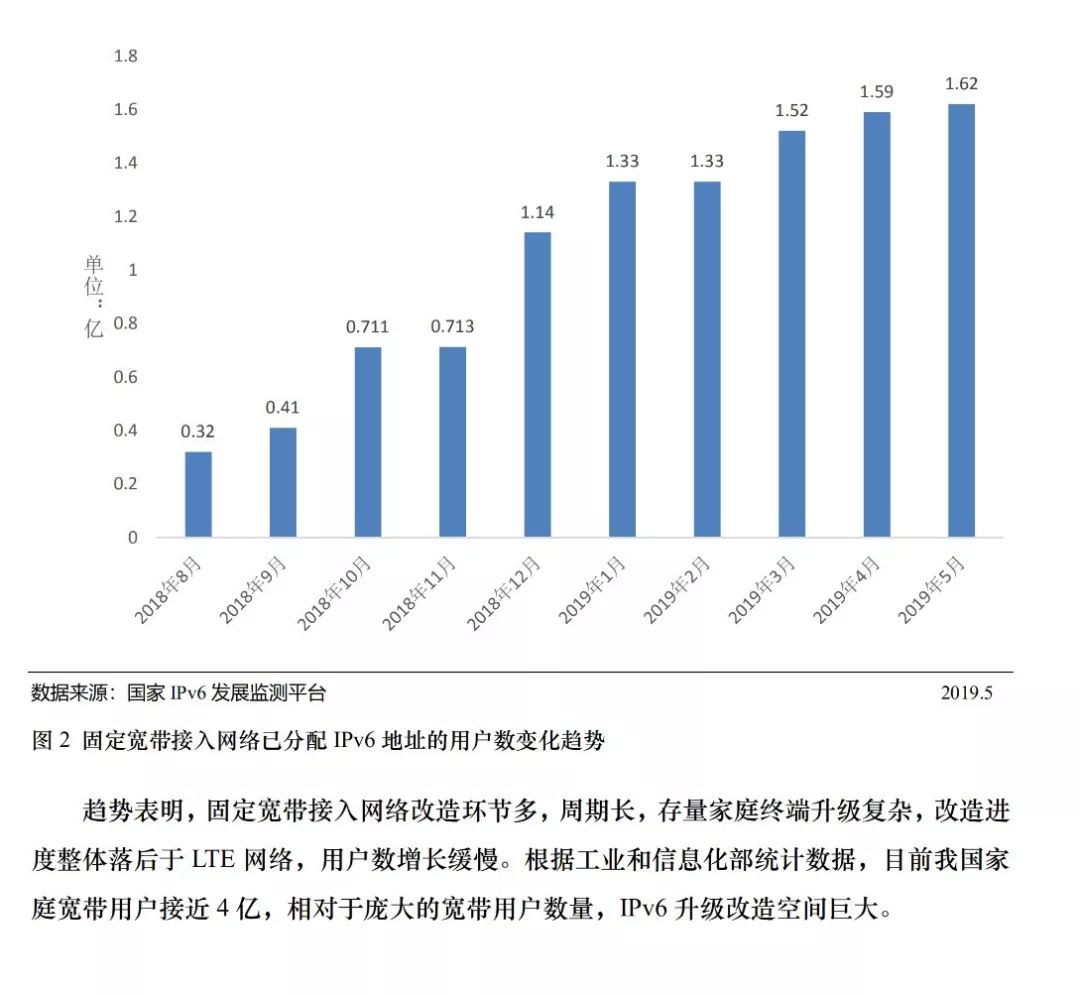 1.8
1.6
1.4
1.2
1
0.8
0.6
0.4
0.2
0
单位：亿
0.32
0.41
0.711
0.713
1.14
1.33
1.33
1.52
1.59
1.62
2018年8月
2018年9月
2018年10月
2018年11月
2018年12月
2019年1月
2019年2月
2019年3月
2019年4月
2019年5月
数据来源：国家 IPv6 发展监测平台 2019.5
图 2 固定宽带接入网络已分配 IPv6 地址的用户数变化趋势
趋势表明，固定宽带接入网络改造环节多，周期长，存量家庭终端升级复杂，改造进
度整体落后于 LTE 网络，用户数增长缓慢。根据工业和信息化部统计数据，目前我国家
庭宽带用户接近 4 亿，相对于庞大的宽带用户数量，IPv6 升级改造空间巨大。